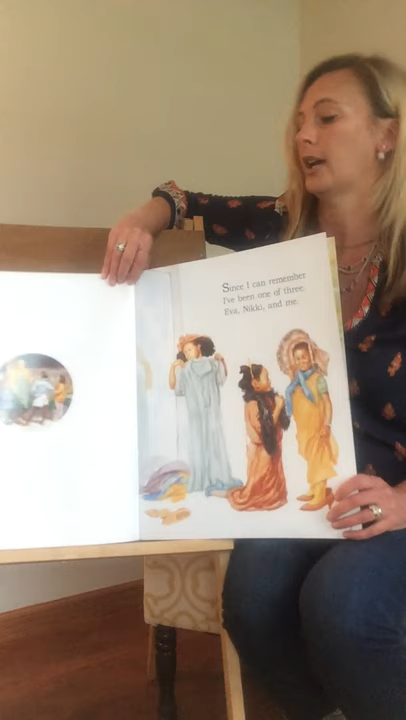 Since I can remember
I've been one of three.
Eva, Nikki, and me.